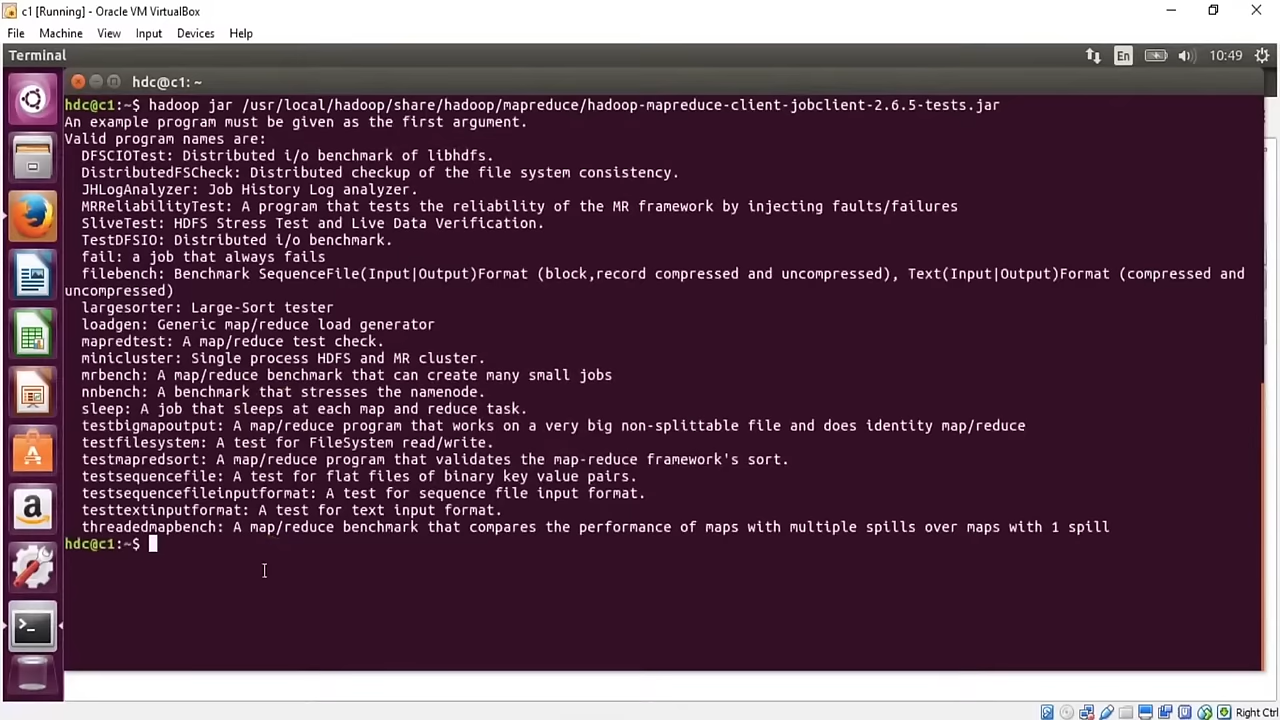 c1 [Running] - Oracle VM VirtualBox
File Machine View Input Devices Help
Terminal En 10:49
hdc@c1: ~
hdc@c1:~$ hadoop jar /usr/local/hadoop/share/hadoop/mapreduce/hadoop-mapreduce-client-jobclient-2.6.5-tests.jar
An example program must be given as the first argument.
Valid program names are:
DFSCIOTest: Distributed i/o benchmark of libhdfs.
DistributedFSCheck: Distributed checkup of the file system consistency.
JHLogAnalyzer: Job History Log analyzer.
MRReliabilityTest: A program that tests the reliability of the MR framework by injecting faults/failures
SliveTest: HDFS Stress Test and Live Data Verification.
TestDFSIO: Distributed i/o benchmark.
fail: a job that always fails
filebench: Benchmark SequenceFile(Input|Output)Format (block,record compressed and uncompressed), Text(Input|Output)Format (compressed and
uncompressed)
largesorter: Large-Sort tester
loadgen: Generic map/reduce load generator
mapredtest: A map/reduce test check.
minicluster: Single process HDFS and MR cluster.
mrbench: A map/reduce benchmark that can create many small jobs
nnbench: A benchmark that stresses the namenode.
sleep: A job that sleeps at each map and reduce task.
testbigmapoutput: A map/reduce program that works on a very big non-splittable file and does identity map/reduce
testfilesystem: A test for FileSystem read/write.
testmapredsort: A map/reduce program that validates the map-reduce framework's sort.
testsequencefile: A test for flat files of binary key value pairs.
testsequencefileinputformat: A test for sequence file input format.
testtextinputformat: A test for text input format.
threadedmapbench: A map/reduce benchmark that compares the performance of maps with multiple spills over maps with 1 spill
hdc@c1:~$
Right Ctrl